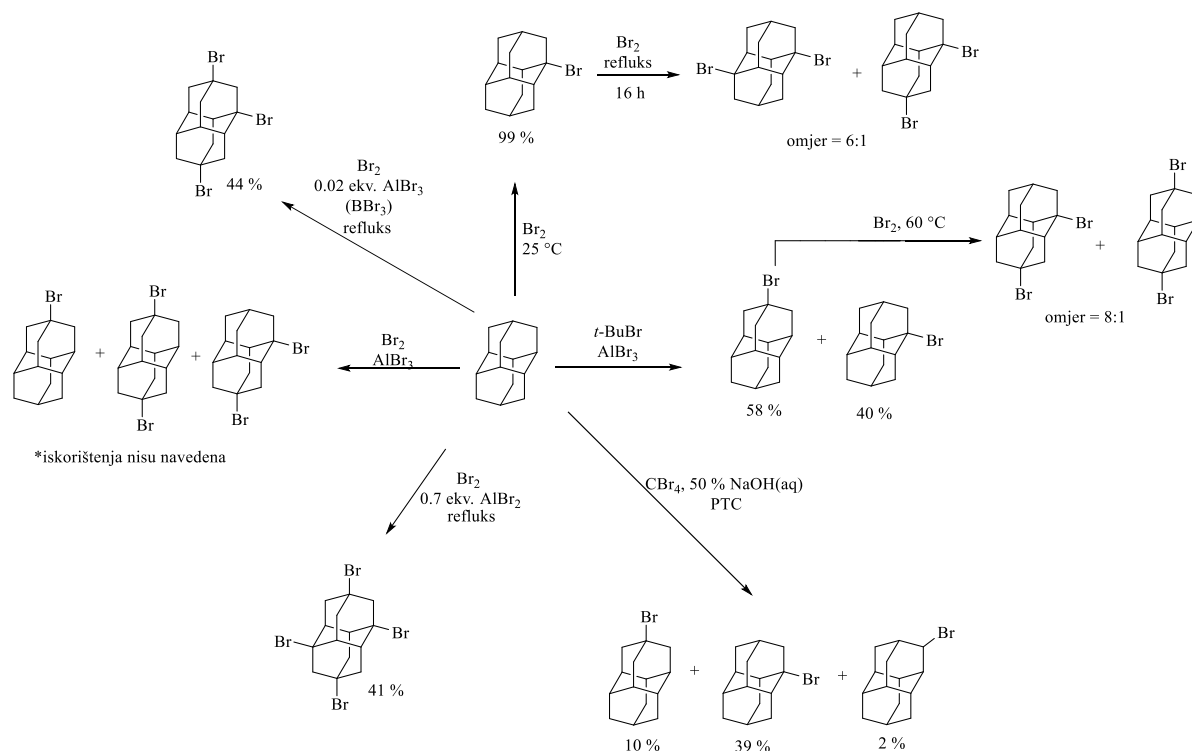 Br
Br
Br
44 %
Br
99 %
Br2
refluks
16 h
Br
Br
+
Br
Br
omjer = 6:1
Br2
0.02 ekv. AlBr3
(BBr3)
refluks
Br2
25 °C
Br2, 60 °C
Br
Br
+
Br
Br
omjer = 8:1
Br
+
Br
Br
+
Br
Br
*iskorištenja nisu navedena
Br2
AlBr3
t-BuBr
AlBr3
Br
58 %
+
Br
40 %
Br2
0.7 ekv. AlBr2
refluks
CBr4, 50 % NaOH(aq)
PTC
Br
Br
Br
Br
41 %
Br
10 %
+
Br
39 %
+
Br
2 %